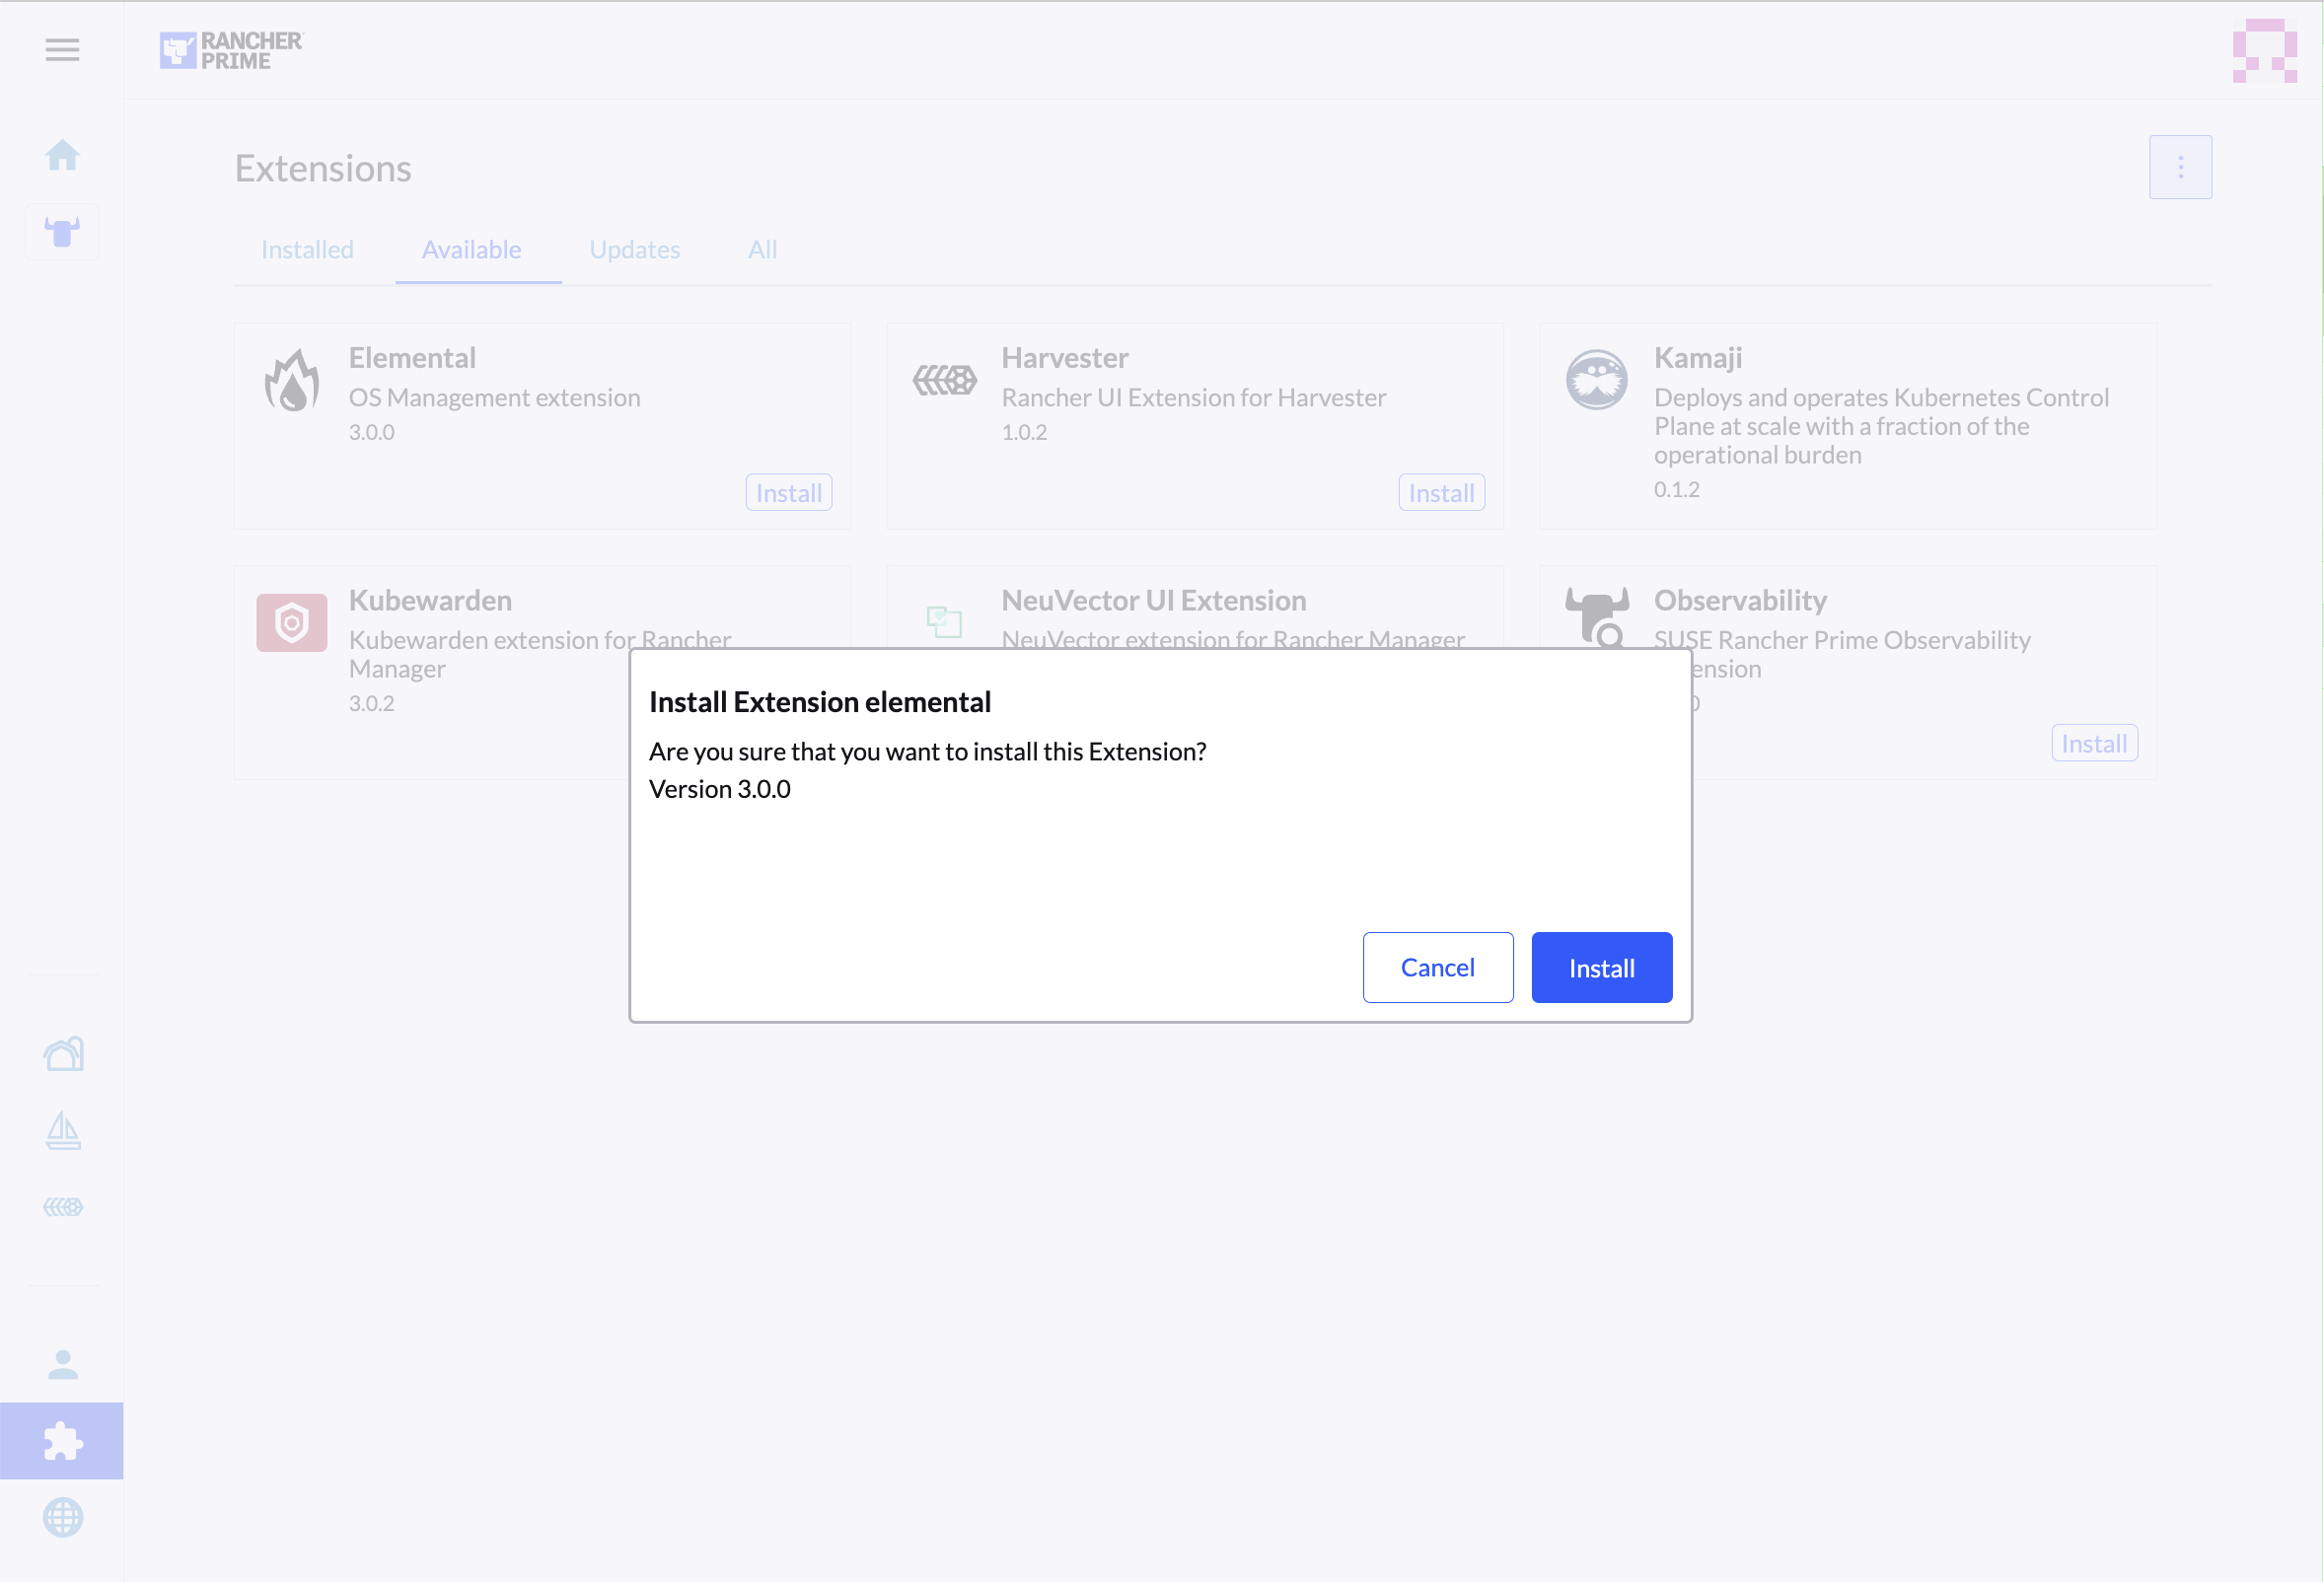 RANCHER
PRIME
Extensions
Installed
Available
Updates
All
Elemental
OS Management extension
3.0.0
Install
Harvester
Rancher UI Extension for Harvester
1.0.2
Install
Kamaji
Deploys and operates Kubernetes Control
Plane at scale with a fraction of the
operational burden
0.1.2
Kubewarden
Kubewarden extension for Rancher
Manager
3.0.2
NeuVector UI Extension
NeuVector extension for Rancher Manager
Observability
SUSE Rancher Prime Observability
ension
Install
Install Extension elemental
Are you sure that you want to install this Extension?
Version 3.0.0
Cancel
Install